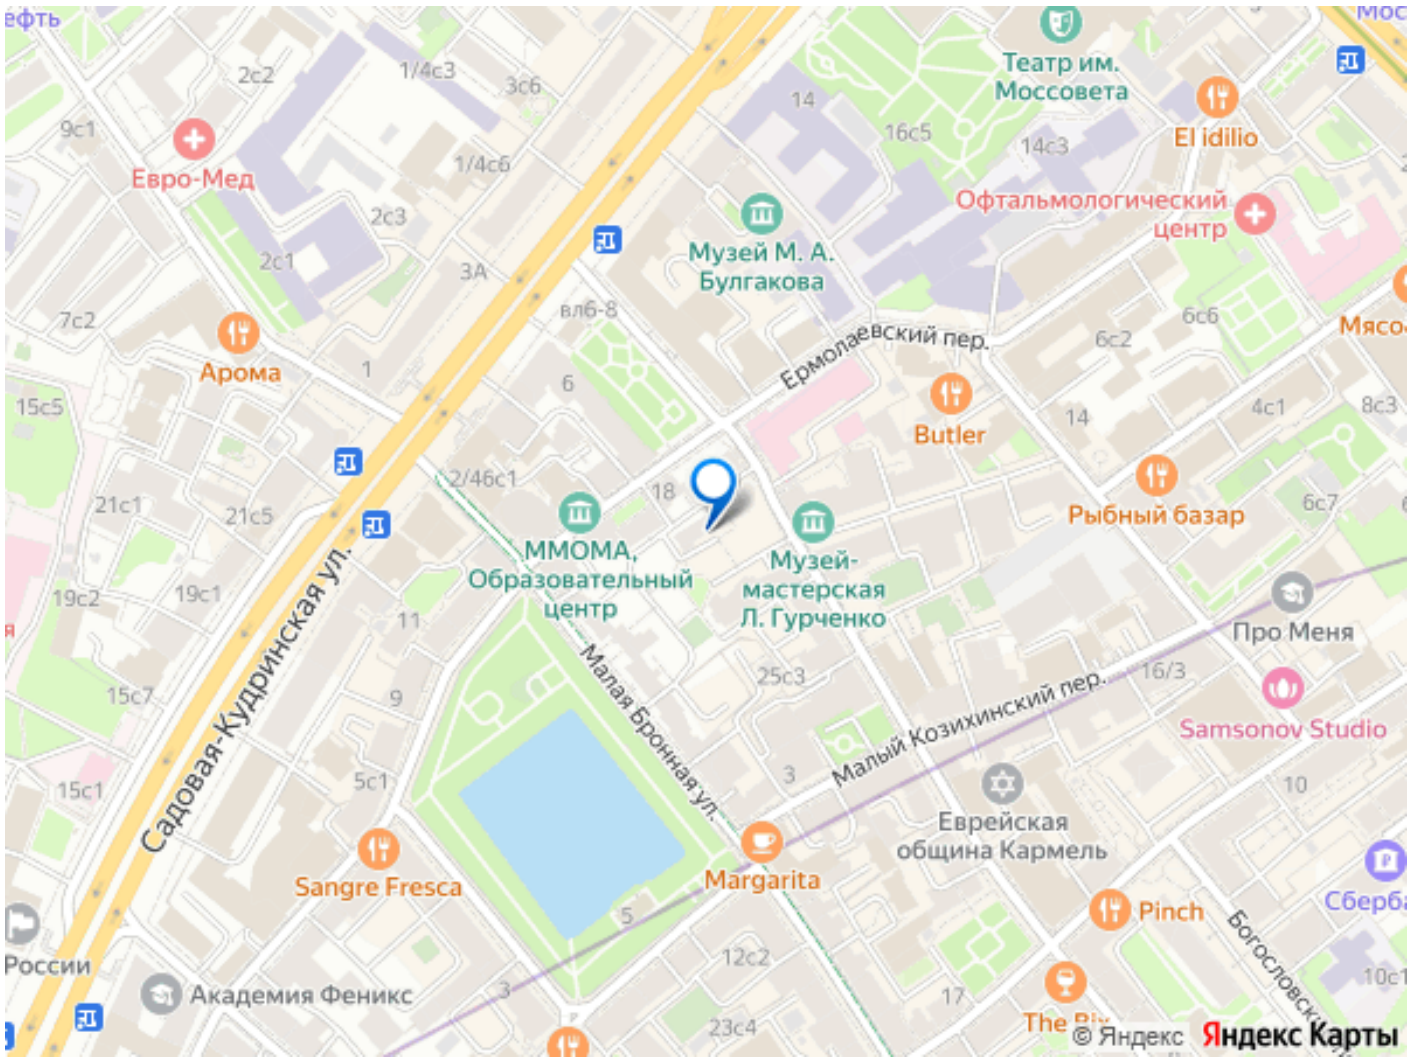 ефть
Мос
2с2
1/4с3
3с6
Театр им.
Моссовета
14
El idilio
9с1
16с5
14с3
Евро-Мед
1/4с6
Офтальмологический
центр
2с3
Музей М. А.
Булгакова
2с1
3А
вл6-8
7с2
6с6
Мясо
Ермолаевский пер.
6с2
Арома
1
6
15с5
Butler
14
4с1
8с3
2/46с1
18
21с1
21с5
Рыбный базар
6с7
ММОМА,
Образовательный
центр
Музей-
мастерская
Л. Гурченко
19с2
19с1
11
Про Меня
я
Садовая-Кудринская ул.
Малая Бронная ул.
25с3
16/3
15с7
9
Малый Козихинский пер.
Samsonov Studio
15с1
5с1
3
10
Еврейская
община Кармель
Sangre Fresca
Margarita
Сберба
5
Pinch
Богословский
России
12с2
10с1
Академия Феникс
3
17
Р
23с4
The Bix
© Яндекс Яндекс Карты